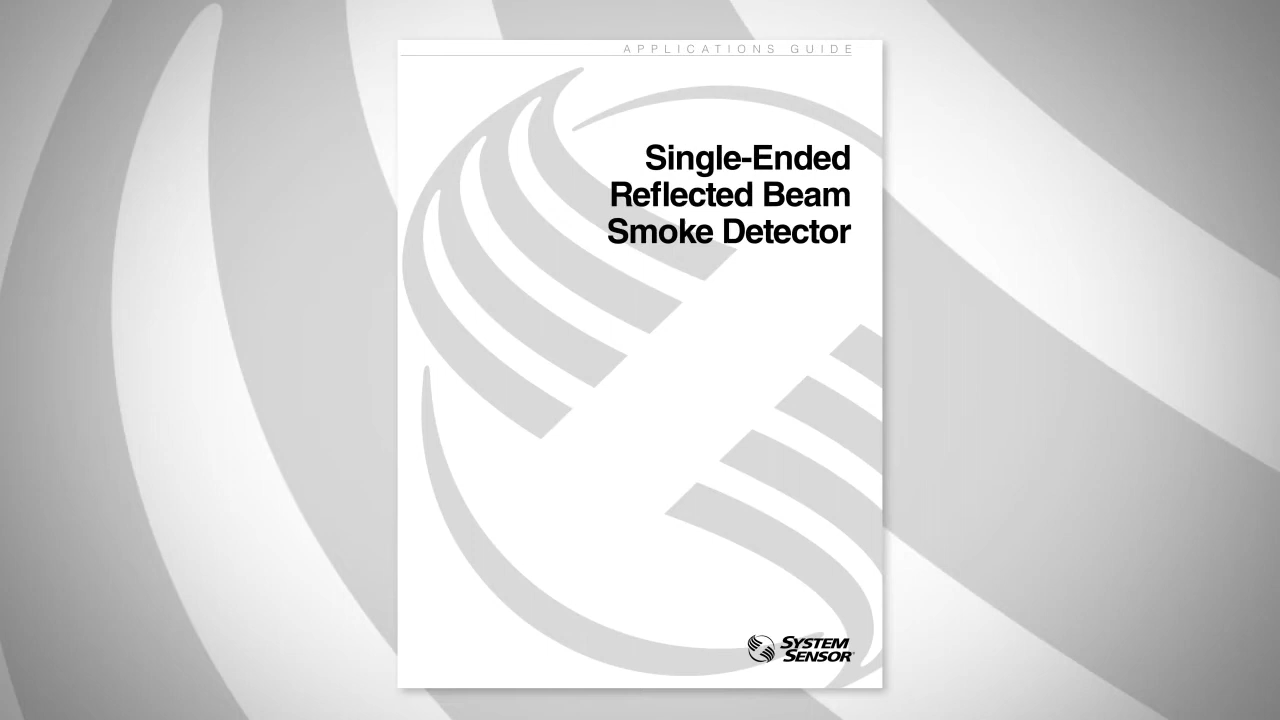 APPLICATIONS GUIDE
Single-Ended
Reflected Beam
Smoke Detector
SYSTEM
SENSOR